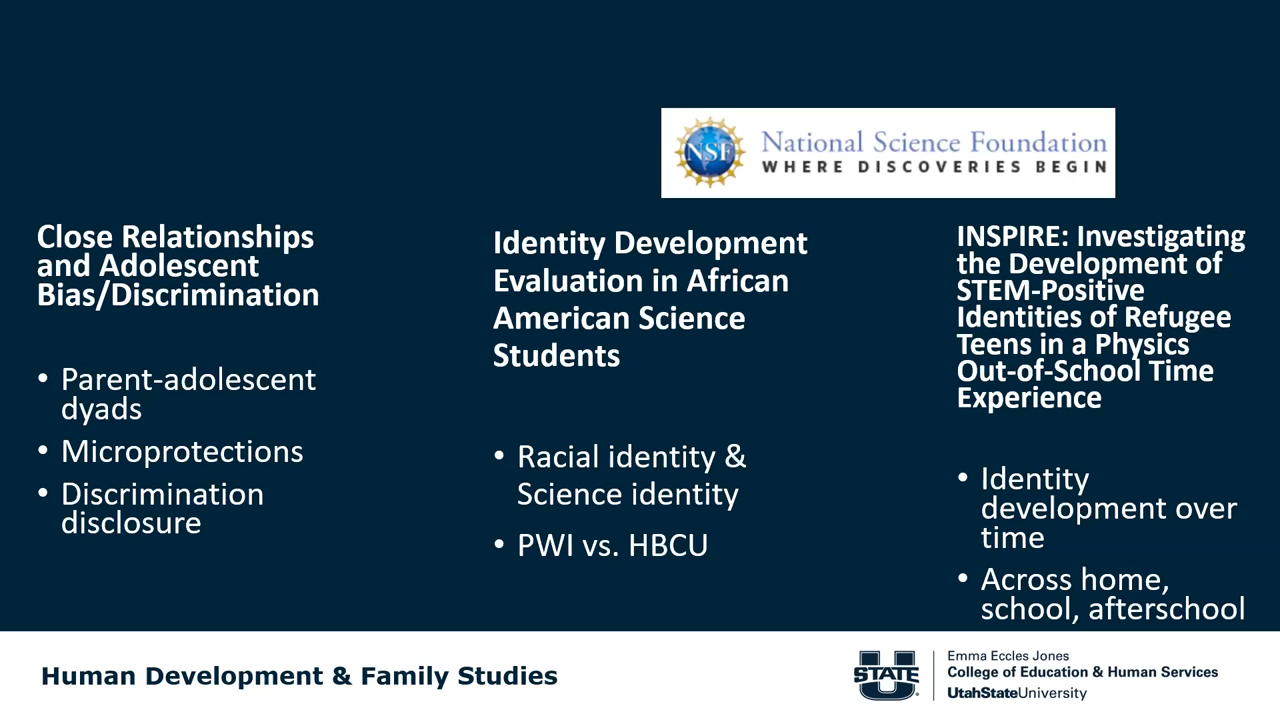 NSF
National Science Foundation
WHERE DISCOVERIES BEGIN
Close Relationships
and Adolescent
Bias/Discrimination
• Parent-adolescent
dyads
• Microprotections
• Discrimination
disclosure
Identity Development
Evaluation in African
American Science
Students
• Racial identity &
Science identity
• PWI vs. HBCU
INSPIRE: Investigating
the Development of
STEM-Positive
Identities of Refugee
Teens in a Physics
Out-of-School Time
Experience
• Identity
development over
time
• Across home,
school, afterschool
Human Development & Family Studies
U STATE
Emma Eccles Jones
College of Education & Human Services
UtahStateUniversity